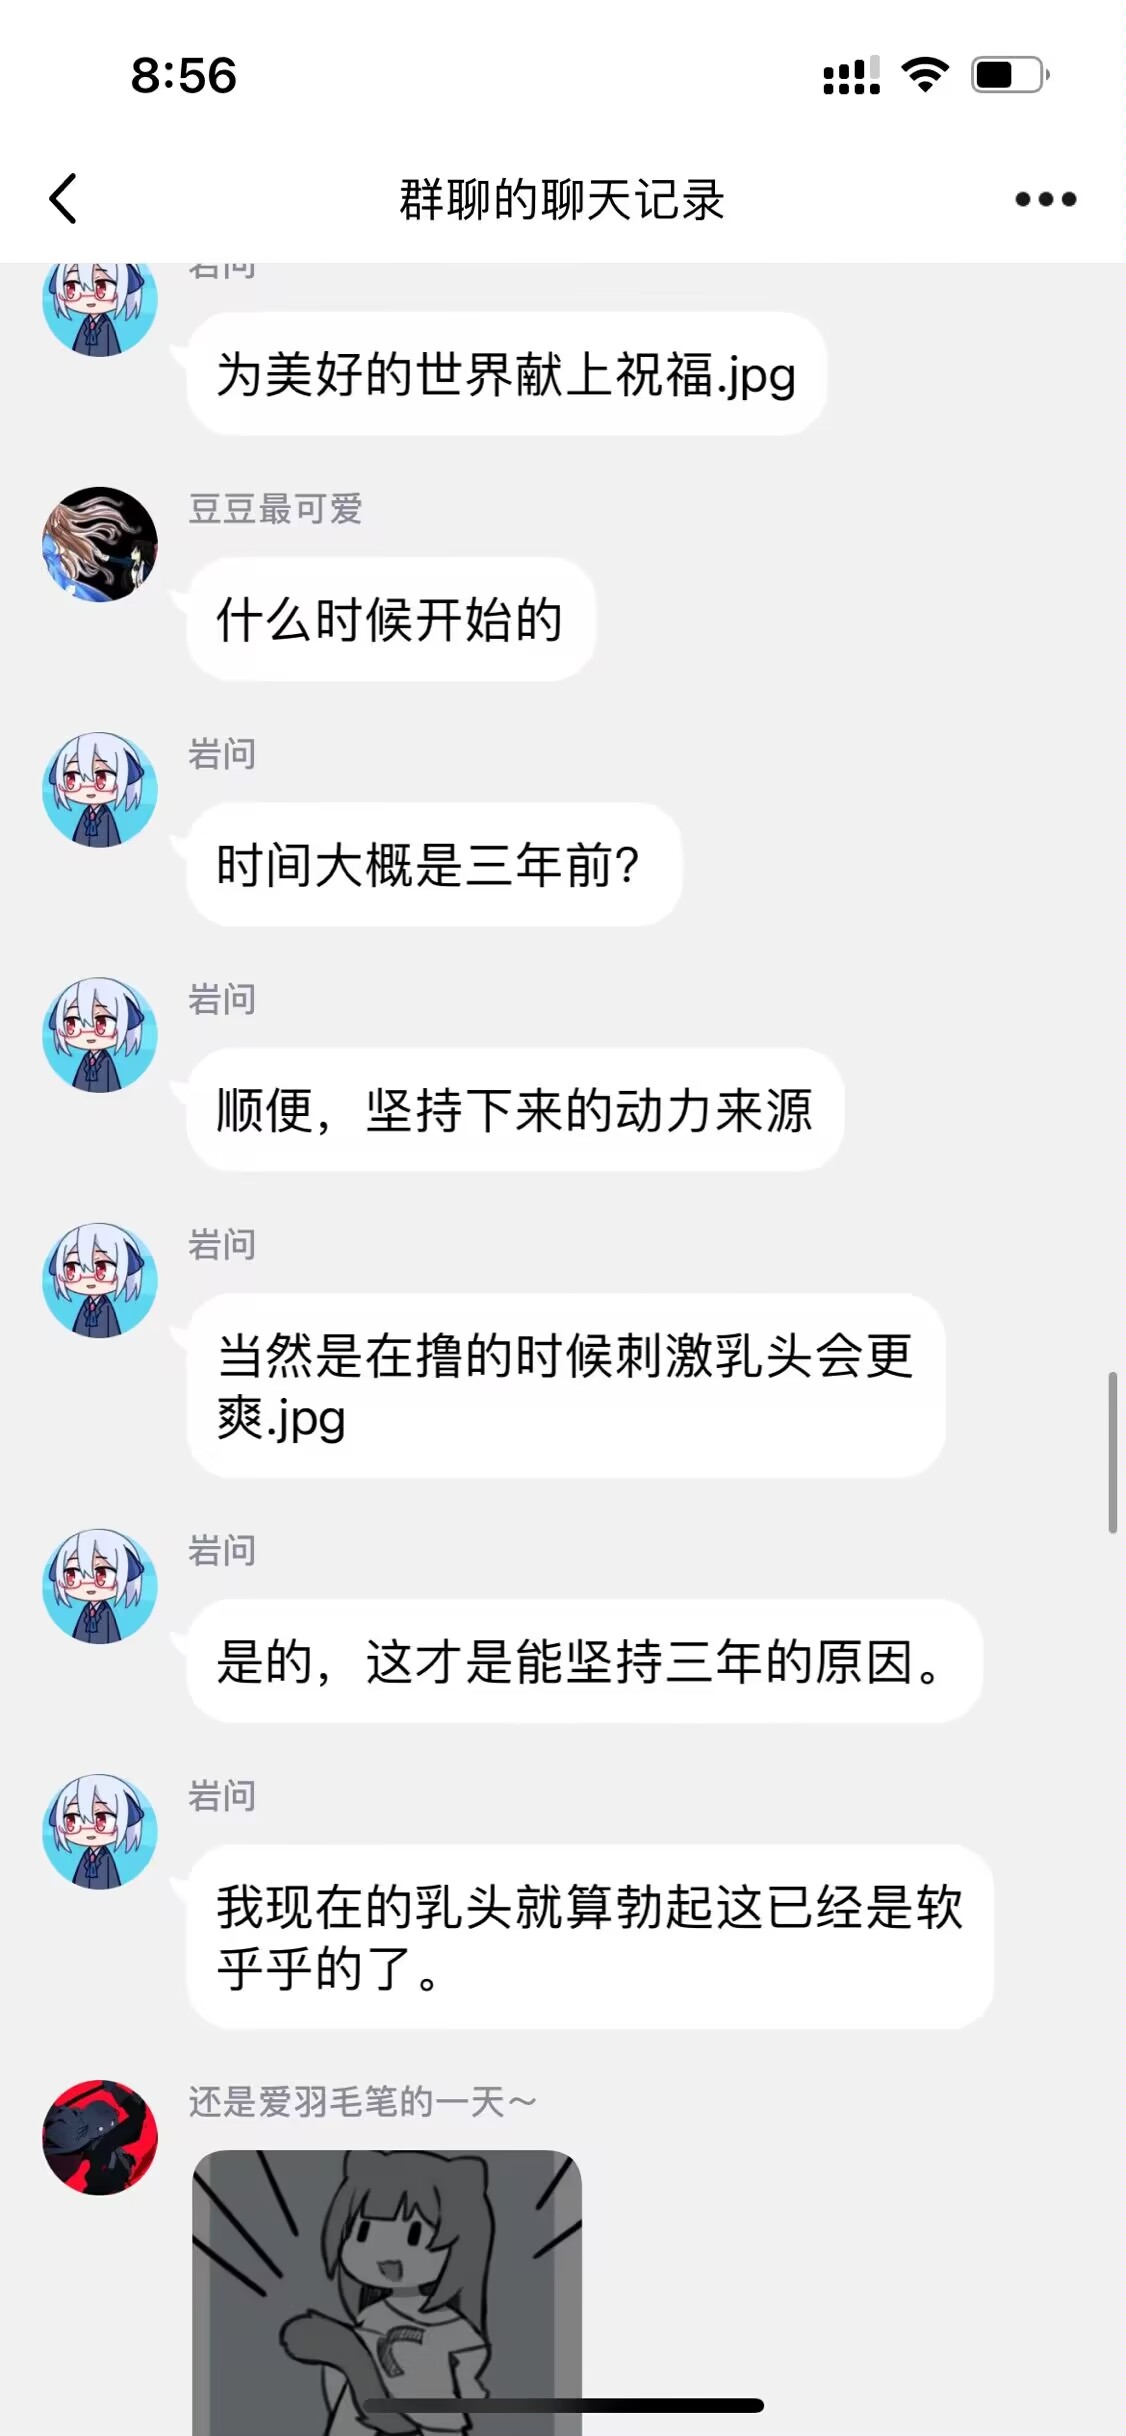 8:56
群聊的聊天记录
岩问
为美好的世界献上祝福.jpg
豆豆最可爱
什么时候开始的
岩问
时间大概是三年前?
岩问
顺便，坚持下来的动力来源
岩问
当然是在撸的时候刺激乳头会更
爽.jpg
岩问
是的，这才是能坚持三年的原因。
岩问
我现在的乳头就算勃起这已经是软
乎乎的了。
还是爱羽毛笔的一天～